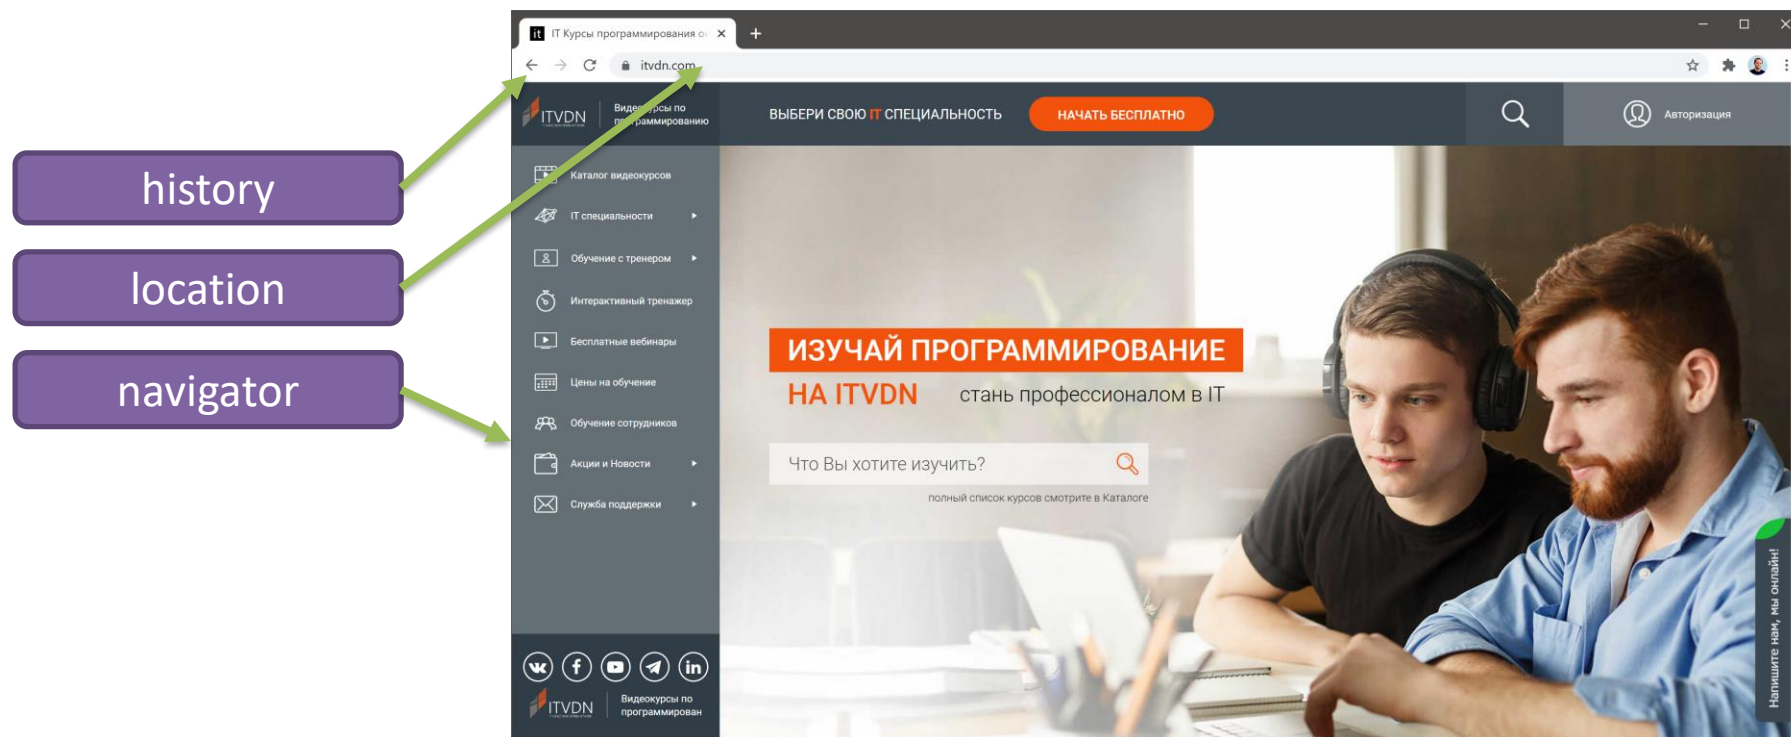 history
location
navigator
it IT Курсы программирования о
itvdn.com
ITVDN
Видеокурсы по
программированию
ВЫБЕРИ СВОЮ IT СПЕЦИАЛЬНОСТЬ
НАЧАТЬ БЕСПЛАТНО
Авторизация
Каталог видеокурсов
IT специальности
Обучение с тренером
Интерактивный тренажер
Бесплатные вебинары
Цены на обучение
Обучение сотрудников
Акции и Новости
Служба поддержки
ИЗУЧАЙ ПРОГРАММИРОВАНИЕ
НА ITVDN стань профессионалом в IT
Что Вы хотите изучить?
полный список курсов смотрите в Каталоге
Напишите нам, мы онлайн!
ITVDN
Видеокурсы по
программирован